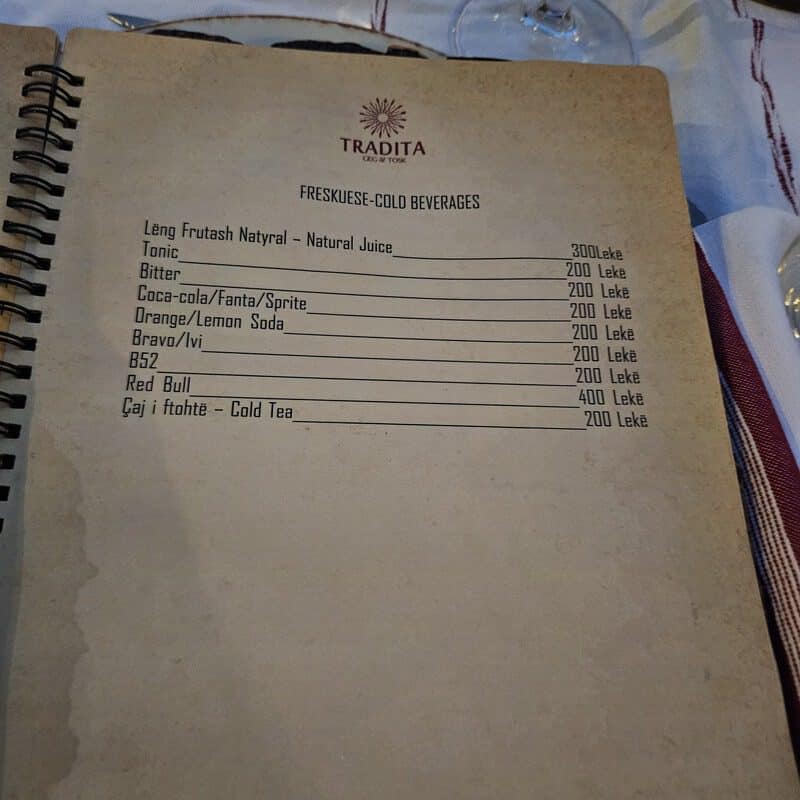 TRADITA
GEG & TOSK
FRESKUESE-COLD BEVERAGES
Lëng Frutash Natyral – Natural Juice 300Lekë
Tonic 200 Lekë
Bitter 200 Lekë
Coca-cola/Fanta/Sprite 200 Lekë
Orange/Lemon Soda 200 Lekë
Bravo/Ivi 200 Lekë
B52 200 Lekë
Red Bull 400 Lekë
Çaj i ftohtë – Cold Tea 200 Lekë